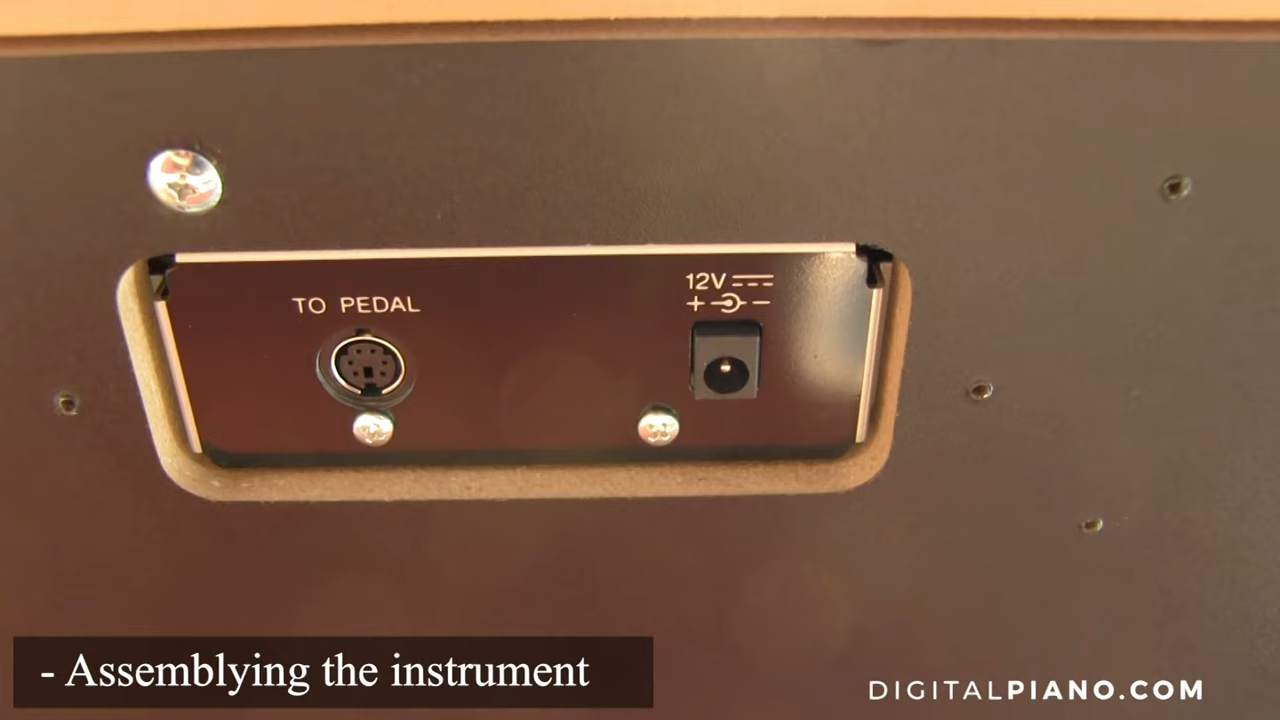 TO PEDAL
12V
+ -
- Assemblying the instrument
DIGITALPIANO.COM